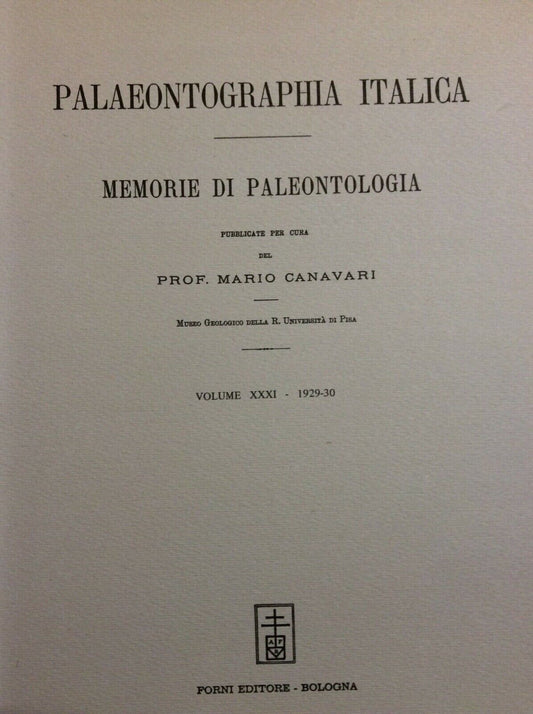 PALAEONTOGRAPHIA ITALICA
MEMORIE DI PALEONTOLOGIA
PUBBLICATE PER CURA
DEL
PROF. MARIO CANAVARI
MUSEO GEOLOGICO DELLA R. UNIVERSITÀ DI PISA
VOLUME XXXI - 1929-30
FORNI EDITORE - BOLOGNA